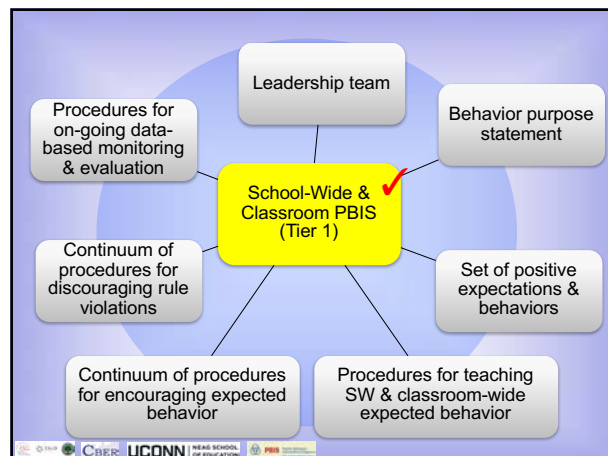 Leadership team
Behavior purpose
statement
Procedures for
on-going data-
based monitoring
& evaluation
School-Wide &
Classroom PBIS
(Tier 1)
Continuum of
procedures for
discouraging rule
violations
Set of positive
expectations &
behaviors
Continuum of procedures
for encouraging expected
behavior
Procedures for teaching
SW & classroom-wide
expected behavior
CBER
UCONN
NEAG SCHOOL
OF EDUCATION
PBIS